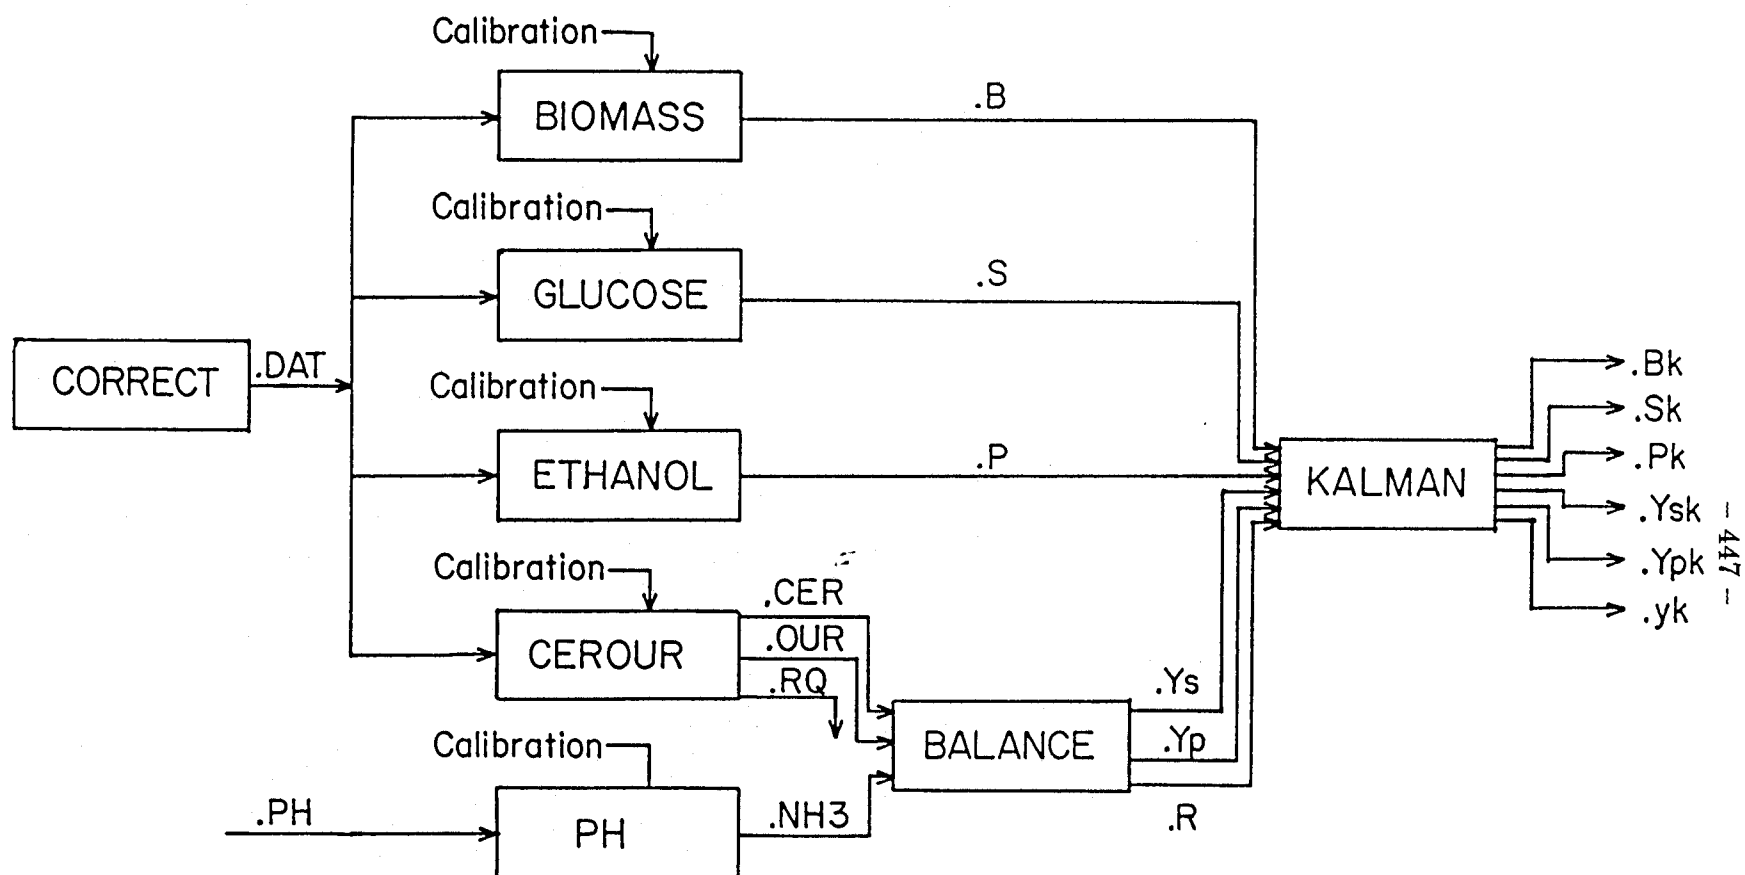 Calibration
BIOMASS
.B
Calibration
GLUCOSE
.S
CORRECT
.DAT
Calibration
ETHANOL
.P
KALMAN
.Bk
.Sk
.Pk
.Ysk
.Ypk
.yk
Calibration
CEROUR
.CER
.OUR
.RQ
BALANCE
.Ys
.Yp
.R
Calibration
.PH
PH
.NH3
- 447 -